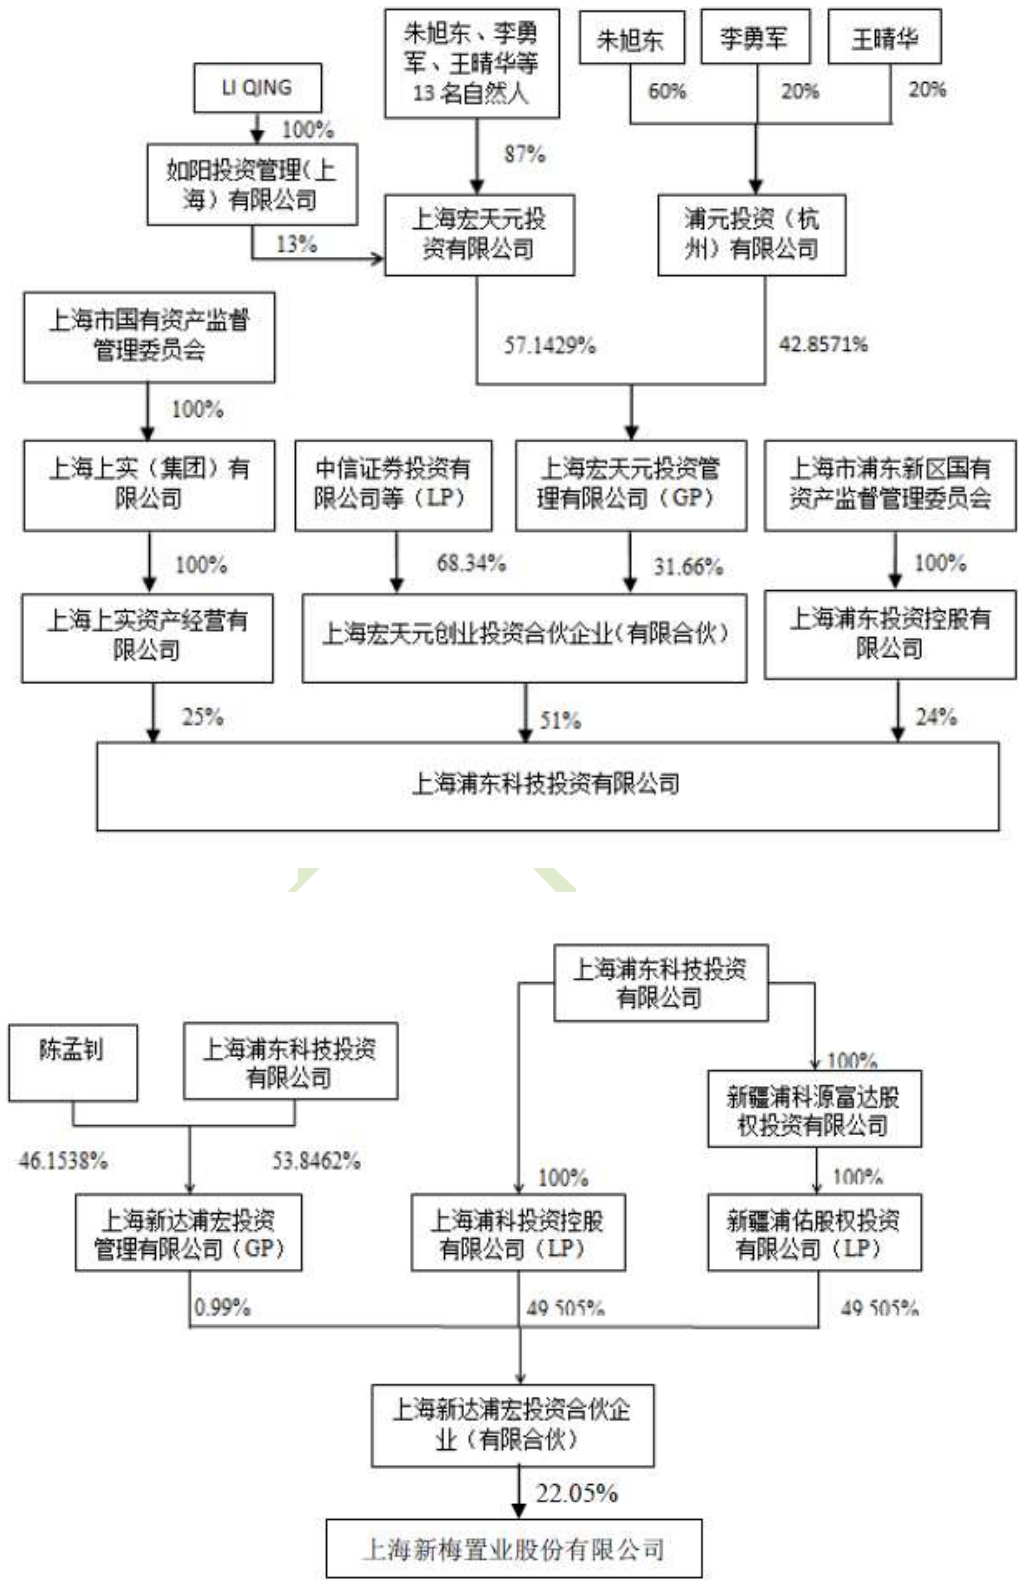 朱旭东、李勇
军、王晴华等
13 名自然人
朱旭东
李勇军
王晴华
LI QING
60%
20%
20%
100%
87%
如阳投资管理(上
海)有限公司
上海宏天元投
资有限公司
浦元投资(杭
州)有限公司
13%
上海市国有资产监督
管理委员会
57.1429%
42.8571%
100%
上海上实(集团)有
限公司
中信证券投资有
限公司等(LP)
上海宏天元投资管
理有限公司(GP)
上海市浦东新区国有
资产监督管理委员会
100%
68.34%
31.66%
100%
上海上实资产经营有
限公司
上海宏天元创业投资合伙企业(有限合伙)
上海浦东投资控股有
限公司
25%
51%
24%
上海浦东科技投资有限公司
上海浦东科技投资
有限公司
陈孟钊
上海浦东科技投资
有限公司
100%
新疆浦科源富达股
权投资有限公司
46.1538%
53.8462%
100%
100%
上海新达浦宏投资
管理有限公司(GP)
上海浦科投资控股
有限公司(LP)
新疆浦佑股权投资
有限公司(LP)
0.99%
49.505%
49.505%
上海新达浦宏投资合伙企
业(有限合伙)
22.05%
上海新梅置业股份有限公司